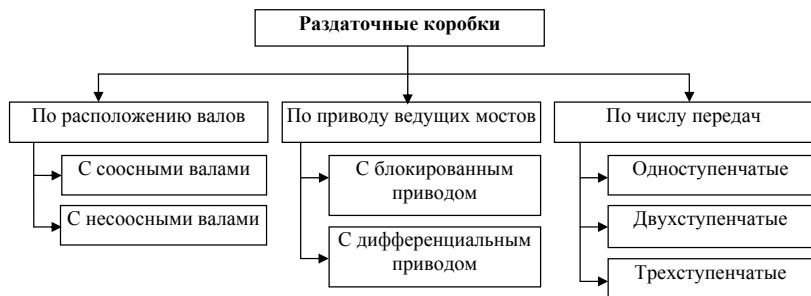 Раздаточные коробки
По расположению валов
С соосными валами
С несоосными валами
По приводу ведущих мостов
С блокированным
приводом
С дифференциальным
приводом
По числу передач
Одноступенчатые
Двухступенчатые
Трехступенчатые